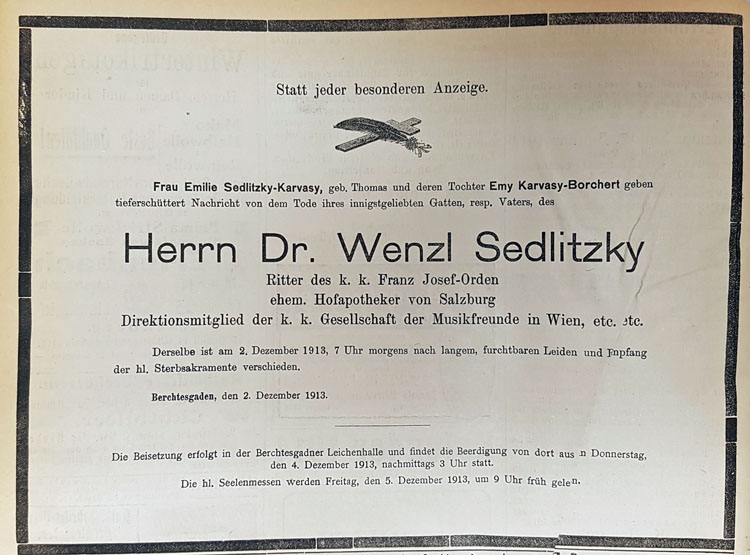 Statt jeder besonderen Anzeige.
Frau Emilie Sedlitzky-Karvasy, geb. Thomas und deren Tochter Emy Karvasy-Borchert geben
tieferschüttert Nachricht von dem Tode ihres innigstgeliebten Gatten, resp. Vaters, des
Herrn Dr. Wenzl Sedlitzky
Ritter des k. k. Franz Josef-Orden
ehem. Hofapotheker von Salzburg
Direktionsmitglied der k. k. Gesellschaft der Musikfreunde in Wien, etc. etc.
Derselbe ist am 2. Dezember 1913, 7 Uhr morgens nach langem, furchtbaren Leiden und Empfang
der hl. Sterbsakramente verschieden.
Berchtesgaden, den 2. Dezember 1913.
Die Beisetzung erfolgt in der Berchtesgadner Leichenhalle und findet die Beerdigung von dort aus n Donnerstag,
den 4. Dezember 1913, nachmittags 3 Uhr statt.
Die hl. Seelenmessen werden Freitag, den 5. Dezember 1913, um 9 Uhr früh gelen.